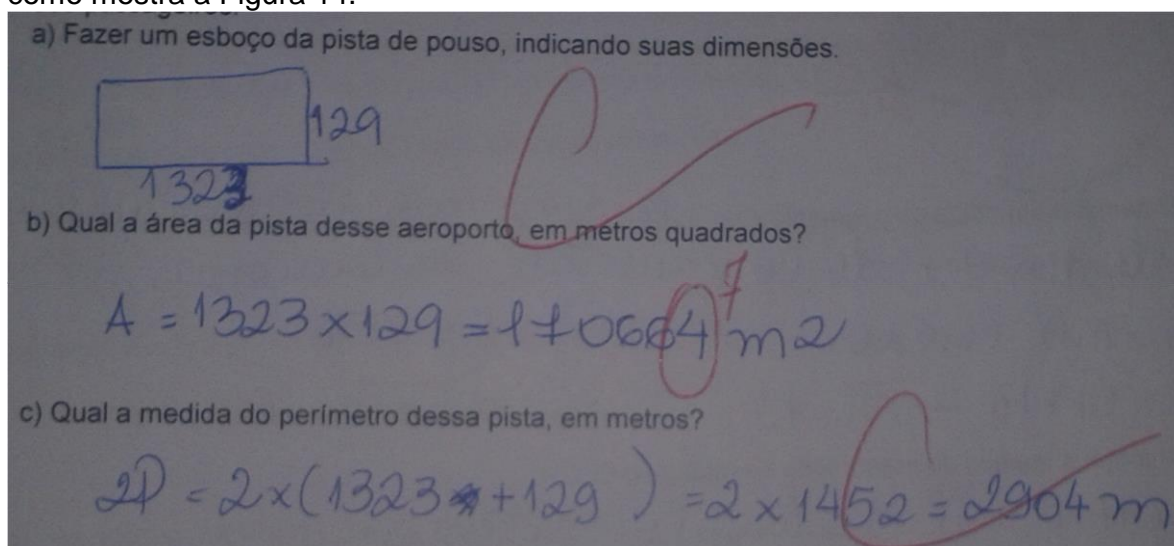 como mostra a Figura 14.
a) Fazer um esboço da pista de pouso, indicando suas dimensões.
129
1323
b) Qual a área da pista desse aeroporto, em metros quadrados?
7
A = 1323 x 129 = 170664 m2
c) Qual a medida do perímetro dessa pista, em metros?
2P = 2 x (1323 + 129 ) = 2 x 1452 = 2904 m